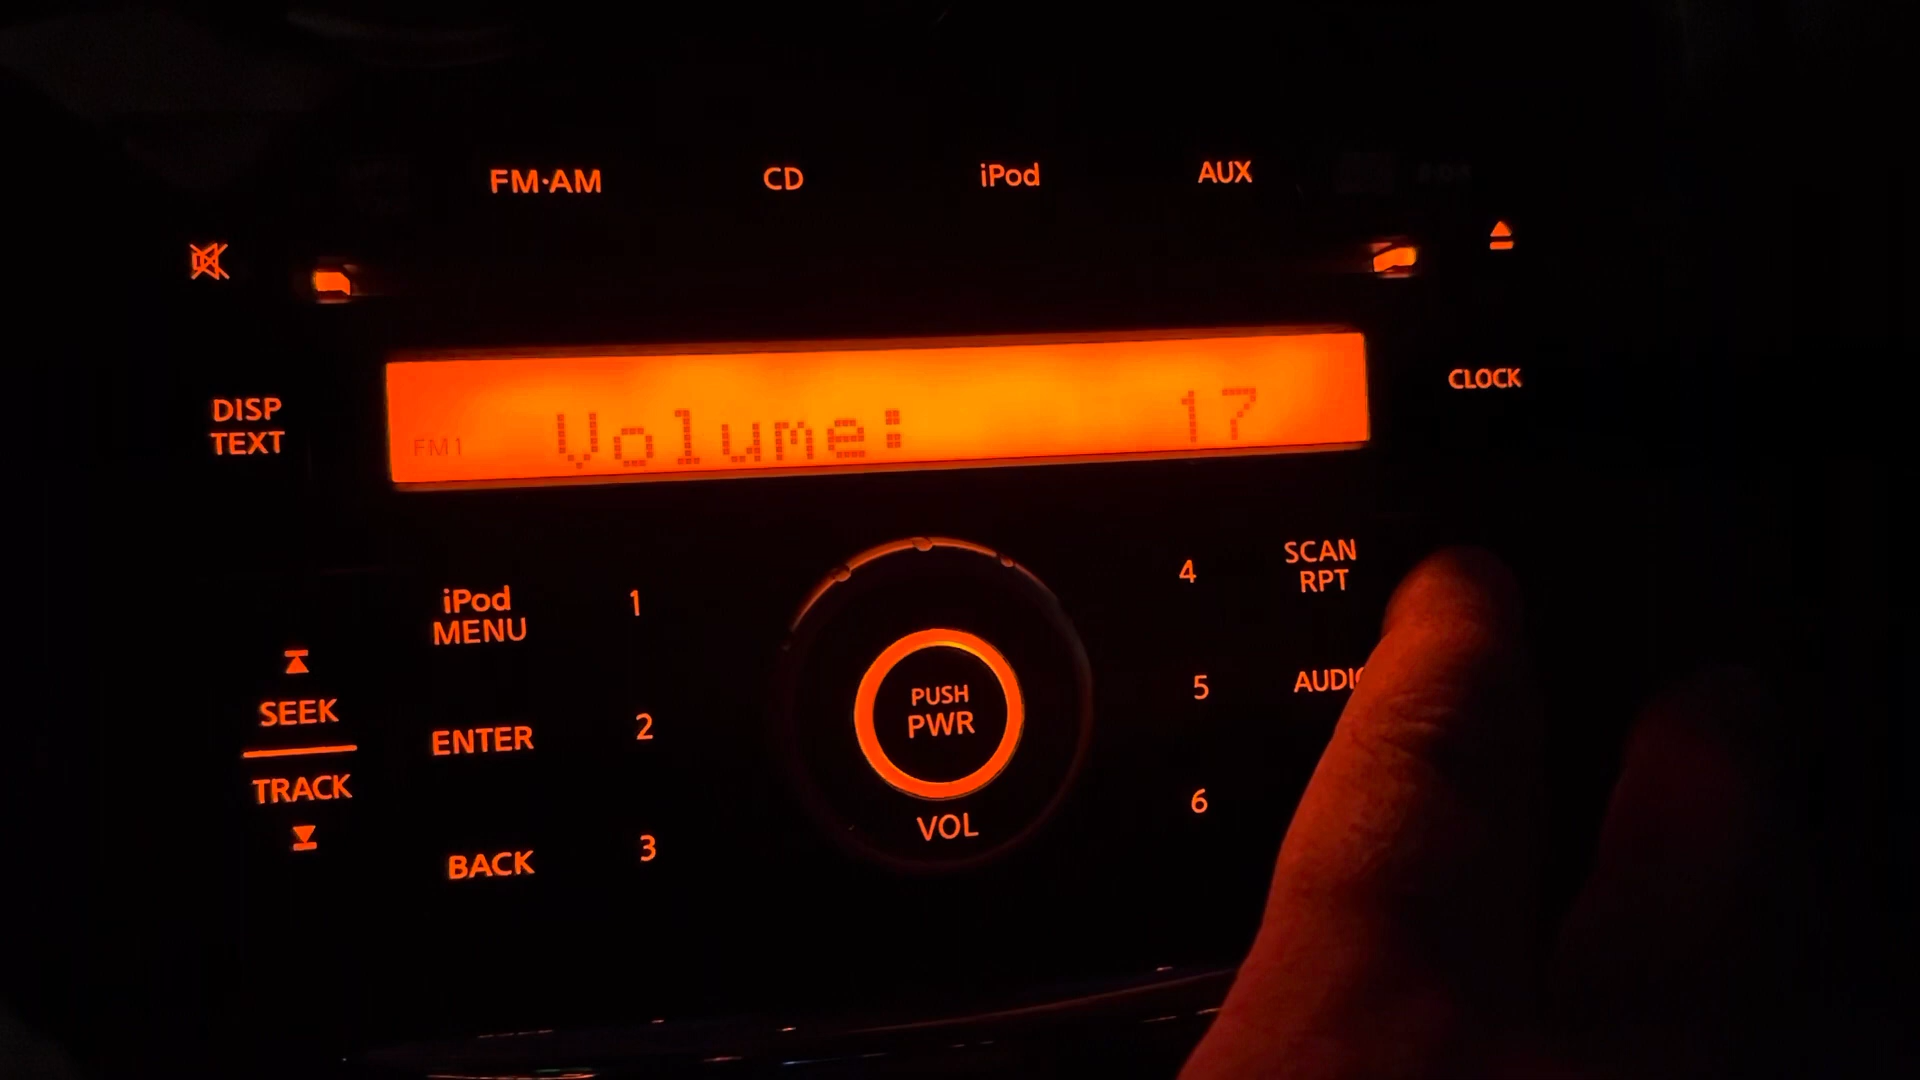 FM·AM
CD
iPod
AUX
DISP
TEXT
FM1
Volume: 17
CLOCK
iPod
MENU
1
4
SCAN
RPT
SEEK
TRACK
ENTER
2
PUSH
PWR
5
BACK
3
VOL
6